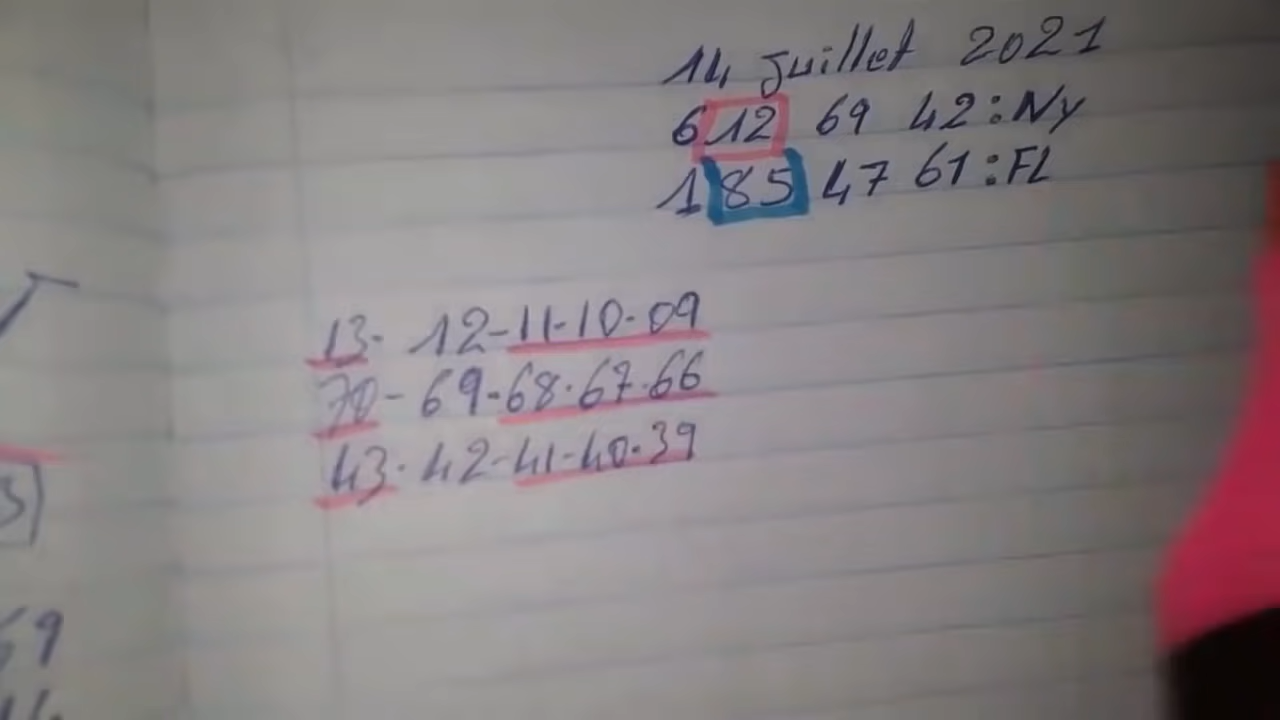 14 juillet 2021
6 12 69 42 : Ny
1 85 47 61 : FL
13 - 12 - 11 - 10 - 09
70 - 69 - 68 - 67 - 66
43 - 42 - 41 - 40 - 39
69